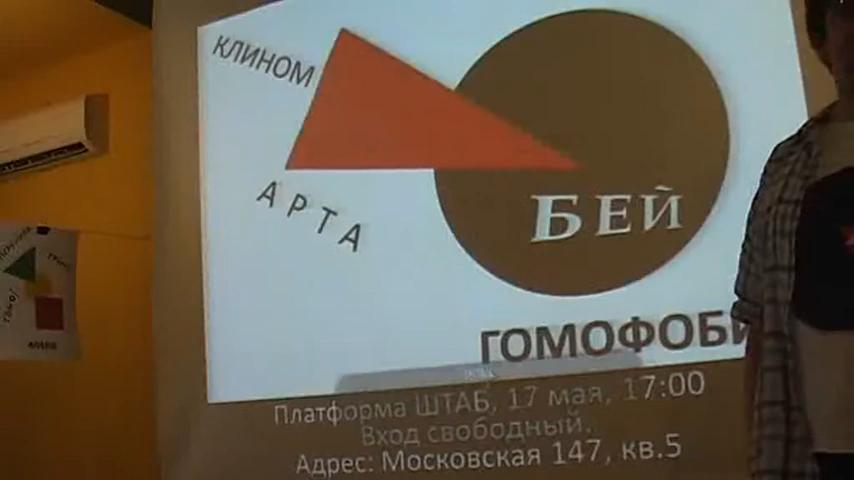 КЛИНОМ
АРТА
БЕЙ
ГОМОФОБИ
Платформа ШТАБ, 17 мая, 17:00
Вход свободный.
Адрес: Московская 147, кв.5